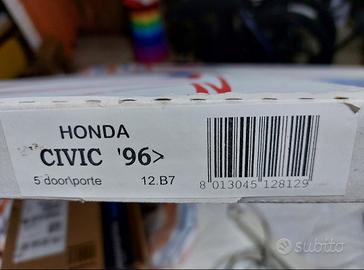 HONDA
CIVIC '96>
5 door\porte 12.B7
8 013045 128129
subito